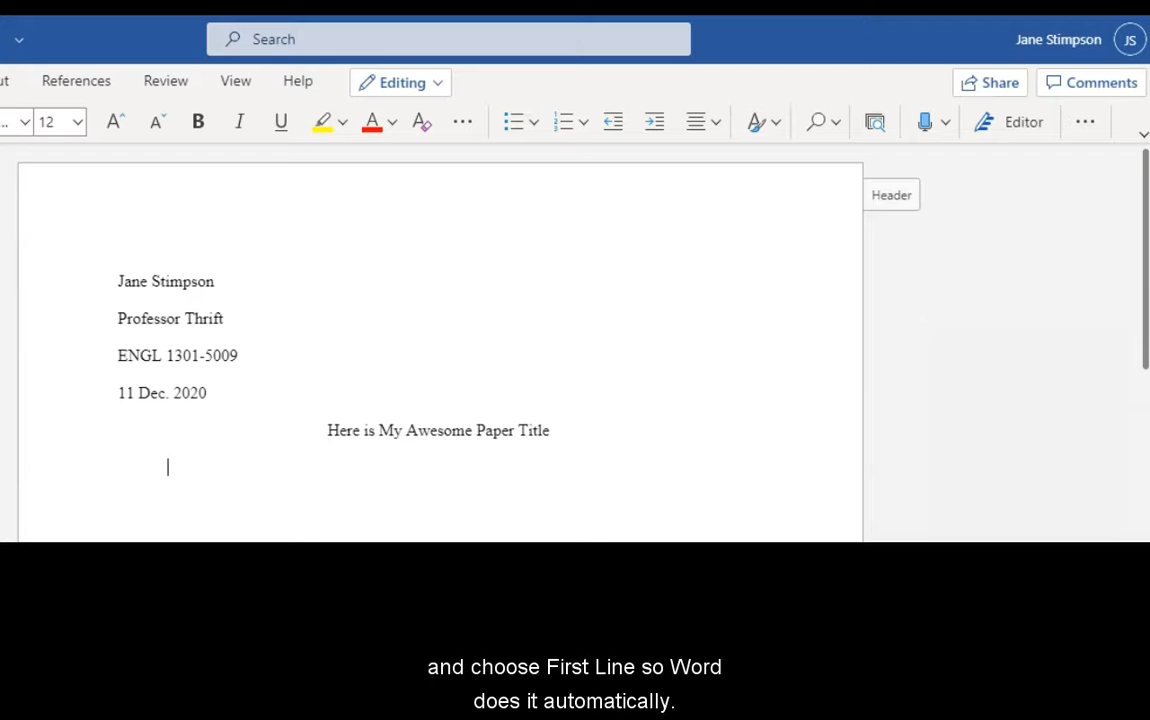 Search
Jane Stimpson JS
ut References Review View Help Editing Share Comments
... 12 A A B I U A A ... Editor ...
Header
Jane Stimpson
Professor Thrift
ENGL 1301-5009
11 Dec. 2020
Here is My Awesome Paper Title
and choose First Line so Word
does it automatically.